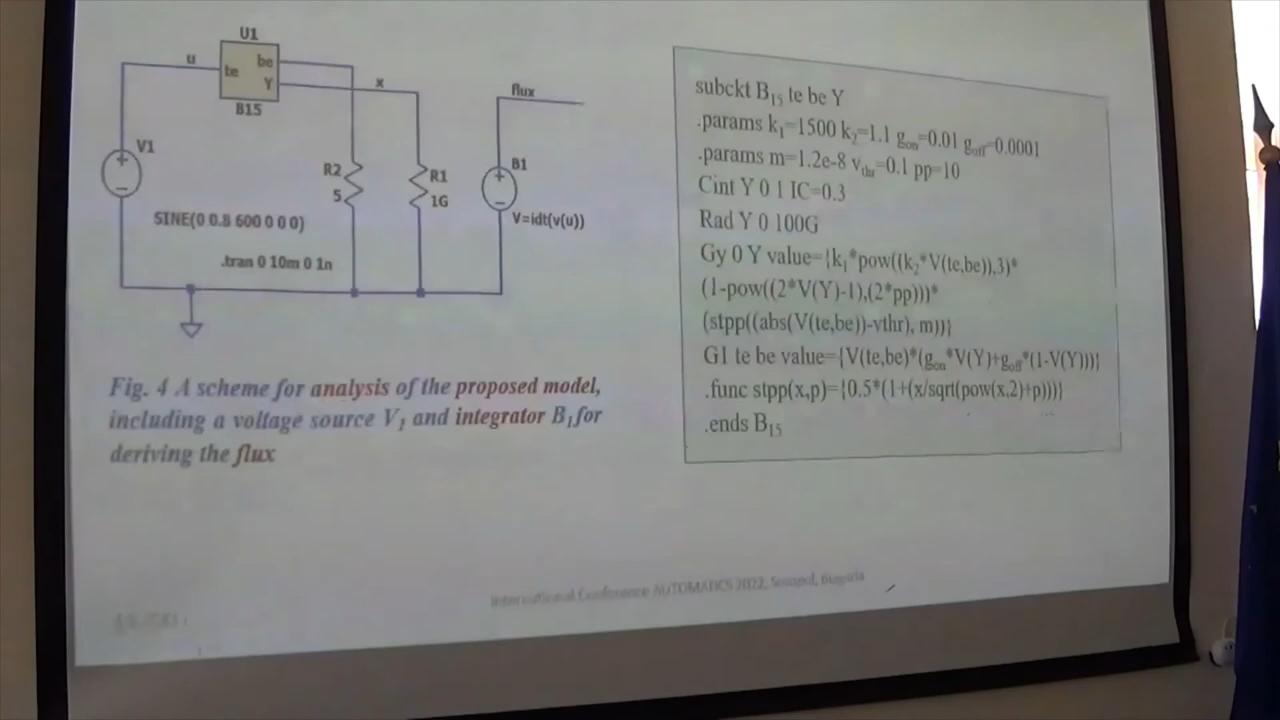 U1
u
te
be
Y
B15
x
flux
V1
R2
5
R1
1G
B1
SINE(0 0.8 600 0 0 0)
V=idt(v(u))
.tran 0 10m 0 1n
Fig. 4 A scheme for analysis of the proposed model,
including a voltage source V1 and integrator B1 for
deriving the flux
subckt B15 te be Y
.params k1=1500 k2=1.1 gon=0.01 goff=0.0001
.params m=1.2e-8 vthr=0.1 pp=10
Cint Y 0 1 IC=0.3
Rad Y 0 100G
Gy 0 Y value={k1*pow((k2*V(te,be)),3)*
(1-pow((2*V(Y)-1),(2*pp)))*
(stpp((abs(V(te,be))-vthr), m))}
G1 te be value={V(te,be)*(gon*V(Y)+goff*(1-V(Y)))}
.func stpp(x,p)={0.5*(1+(x/sqrt(pow(x,2)+p)))}
.ends B15
International Conference AUTOMATICS 2022, Sozopol, Bulgaria